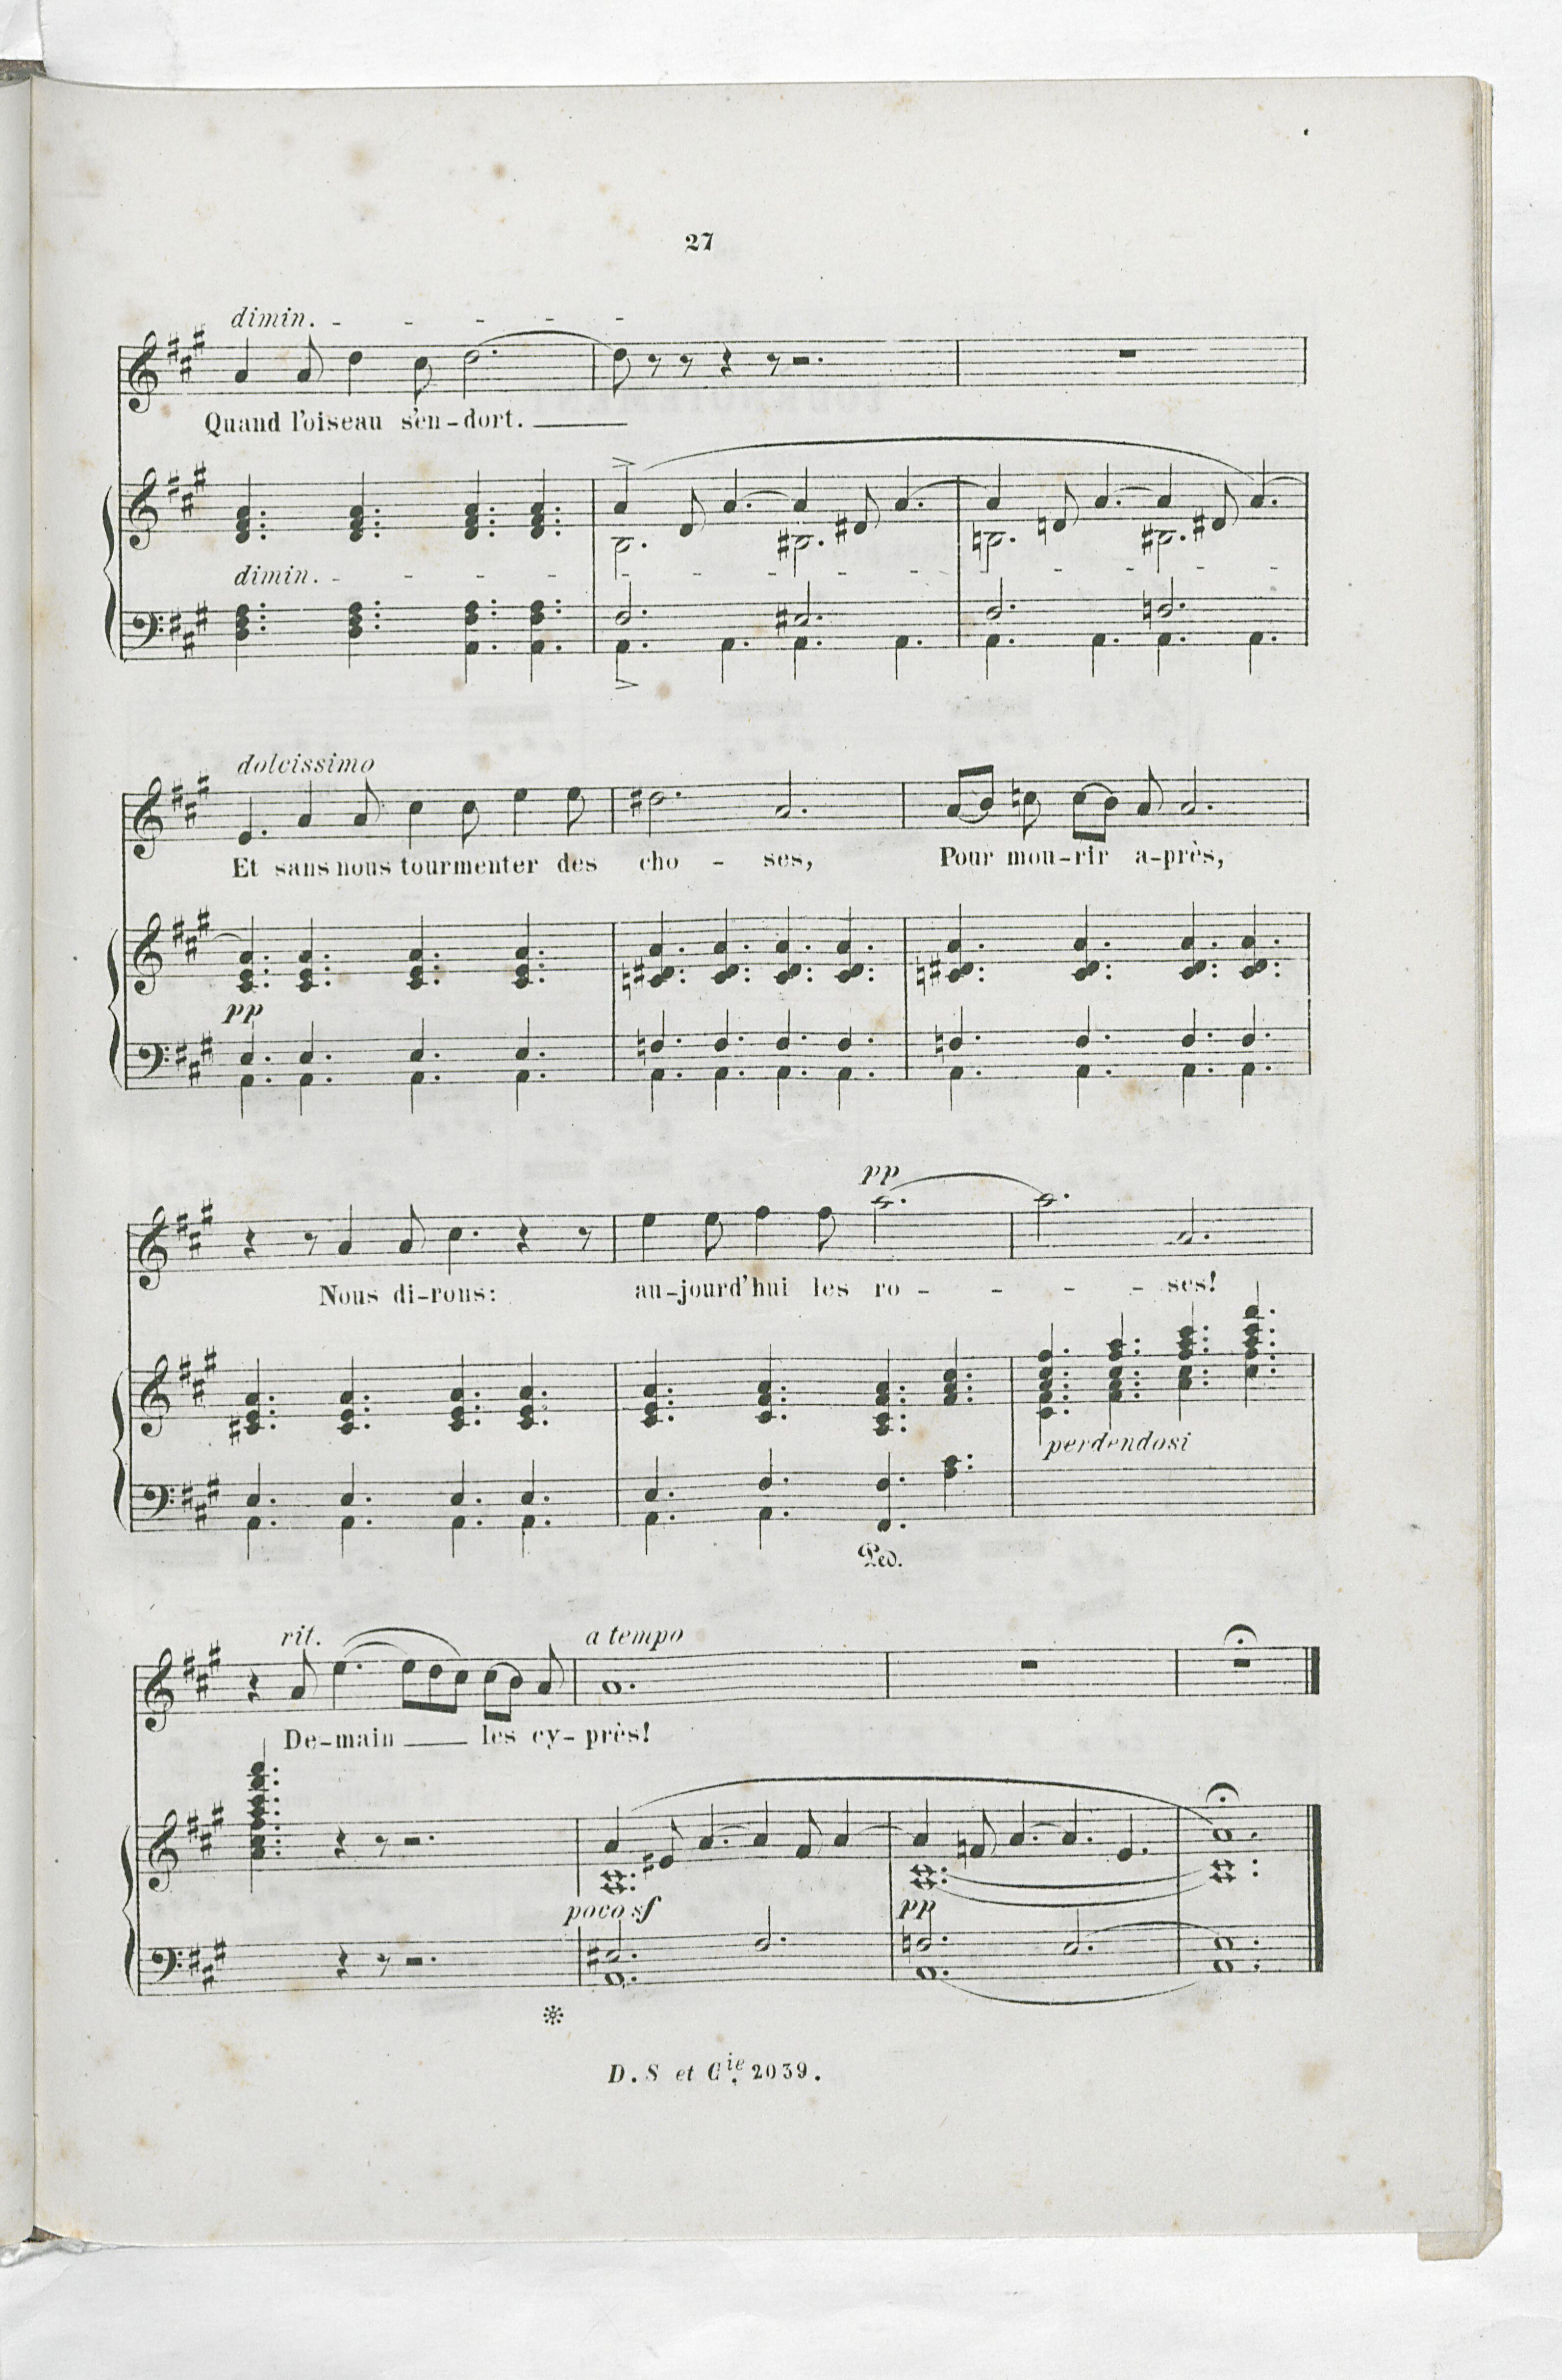 27
dimin. - - - - -
Quand l'oiseau s'en-dort.
dimin. - - - - - - - - - - - - -
dolcissimo
Et sans nous tourmenter des cho - ses, Pour mou-rir a-près,
pp
pp
Nous di-rons: au-jourd'hui les ro - - - - ses!
perdendosi
Ped.
rit. a tempo
De-main les cy-près!
poco sf pp
D. S et Cie. 2039.